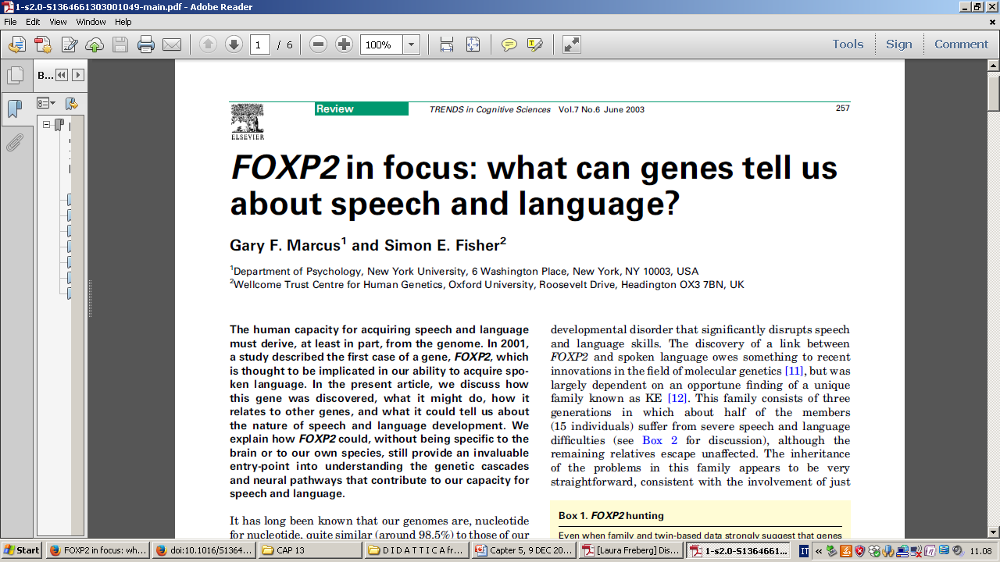 1-s2.0-S1364661303001049-main.pdf - Adobe Reader
File Edit View Window Help
1 / 6 100% Tools Sign Comment
B...
Review TRENDS in Cognitive Sciences Vol.7 No.6 June 2003 257
ELSEVIER
FOXP2 in focus: what can genes tell us
about speech and language?
Gary F. Marcus1 and Simon E. Fisher2
1Department of Psychology, New York University, 6 Washington Place, New York, NY 10003, USA
2Wellcome Trust Centre for Human Genetics, Oxford University, Roosevelt Drive, Headington OX3 7BN, UK
The human capacity for acquiring speech and language
must derive, at least in part, from the genome. In 2001,
a study described the first case of a gene, FOXP2, which
is thought to be implicated in our ability to acquire spo-
ken language. In the present article, we discuss how
this gene was discovered, what it might do, how it
relates to other genes, and what it could tell us about
the nature of speech and language development. We
explain how FOXP2 could, without being specific to the
brain or to our own species, still provide an invaluable
entry-point into understanding the genetic cascades
and neural pathways that contribute to our capacity for
speech and language.
It has long been known that our genomes are, nucleotide
for nucleotide, quite similar (around 98.5%) to those of our
developmental disorder that significantly disrupts speech
and language skills. The discovery of a link between
FOXP2 and spoken language owes something to recent
innovations in the field of molecular genetics [11], but was
largely dependent on an opportune finding of a unique
family known as KE [12]. This family consists of three
generations in which about half of the members
(15 individuals) suffer from severe speech and language
difficulties (see Box 2 for discussion), although the
remaining relatives escape unaffected. The inheritance
of the problems in this family appears to be very
straightforward, consistent with the involvement of just
Box 1. FOXP2 hunting
Even when family and twin-based data strongly suggest that genes
Start FOXP2 in focus: wh... doi:10.1016/S1364... CAP 7 D I D A T T I C A fr... Capter 5, 9 DEC 20... [Laura Freberg] Dis... 1-s2.0-S1364661... IT « 11.08